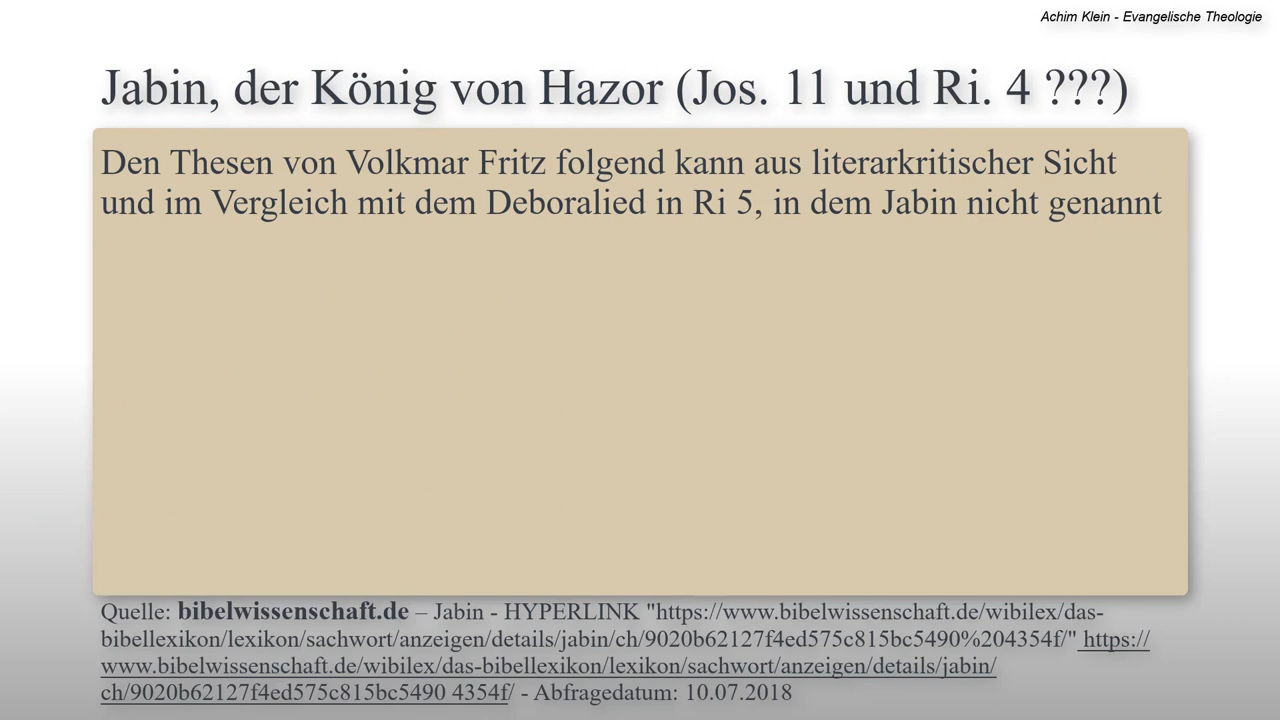 Achim Klein - Evangelische Theologie
Jabin, der König von Hazor (Jos. 11 und Ri. 4 ???)
Den Thesen von Volkmar Fritz folgend kann aus literarkritischer Sicht
und im Vergleich mit dem Deboralied in Ri 5, in dem Jabin nicht genannt
Quelle: bibelwissenschaft.de – Jabin - HYPERLINK "https://www.bibelwissenschaft.de/wibilex/das-
bibellexikon/lexikon/sachwort/anzeigen/details/jabin/ch/9020b62127f4ed575c815bc5490%204354f/" https://
www.bibelwissenschaft.de/wibilex/das-bibellexikon/lexikon/sachwort/anzeigen/details/jabin/
ch/9020b62127f4ed575c815bc5490 4354f/ - Abfragedatum: 10.07.2018